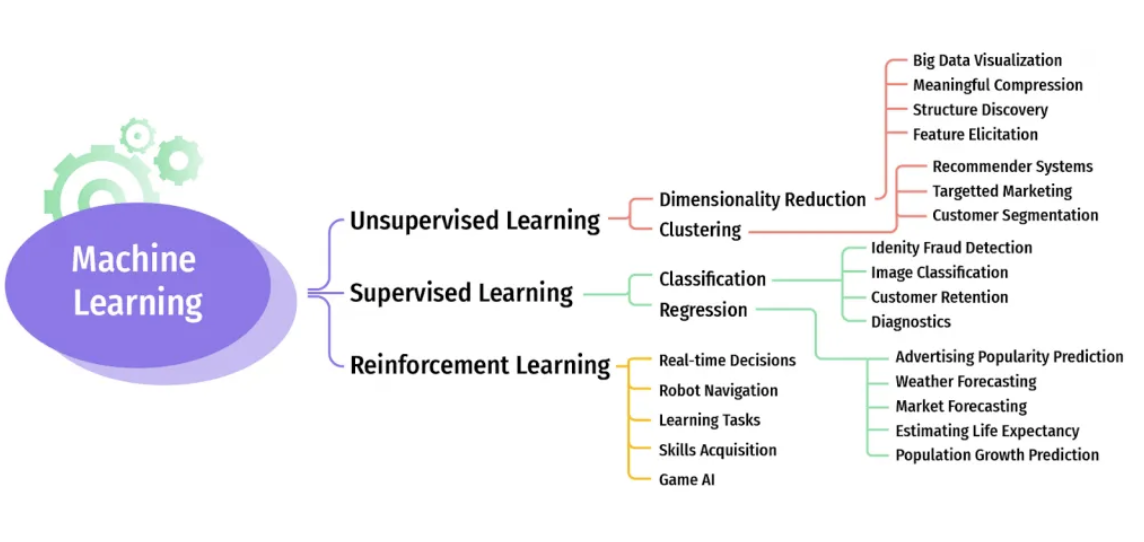 Machine
Learning
Unsupervised Learning
Dimensionality Reduction
Big Data Visualization
Meaningful Compression
Structure Discovery
Feature Elicitation
Clustering
Recommender Systems
Targetted Marketing
Customer Segmentation
Supervised Learning
Classification
Idenity Fraud Detection
Image Classification
Customer Retention
Diagnostics
Regression
Advertising Popularity Prediction
Weather Forecasting
Market Forecasting
Estimating Life Expectancy
Population Growth Prediction
Reinforcement Learning
Real-time Decisions
Robot Navigation
Learning Tasks
Skills Acquisition
Game AI